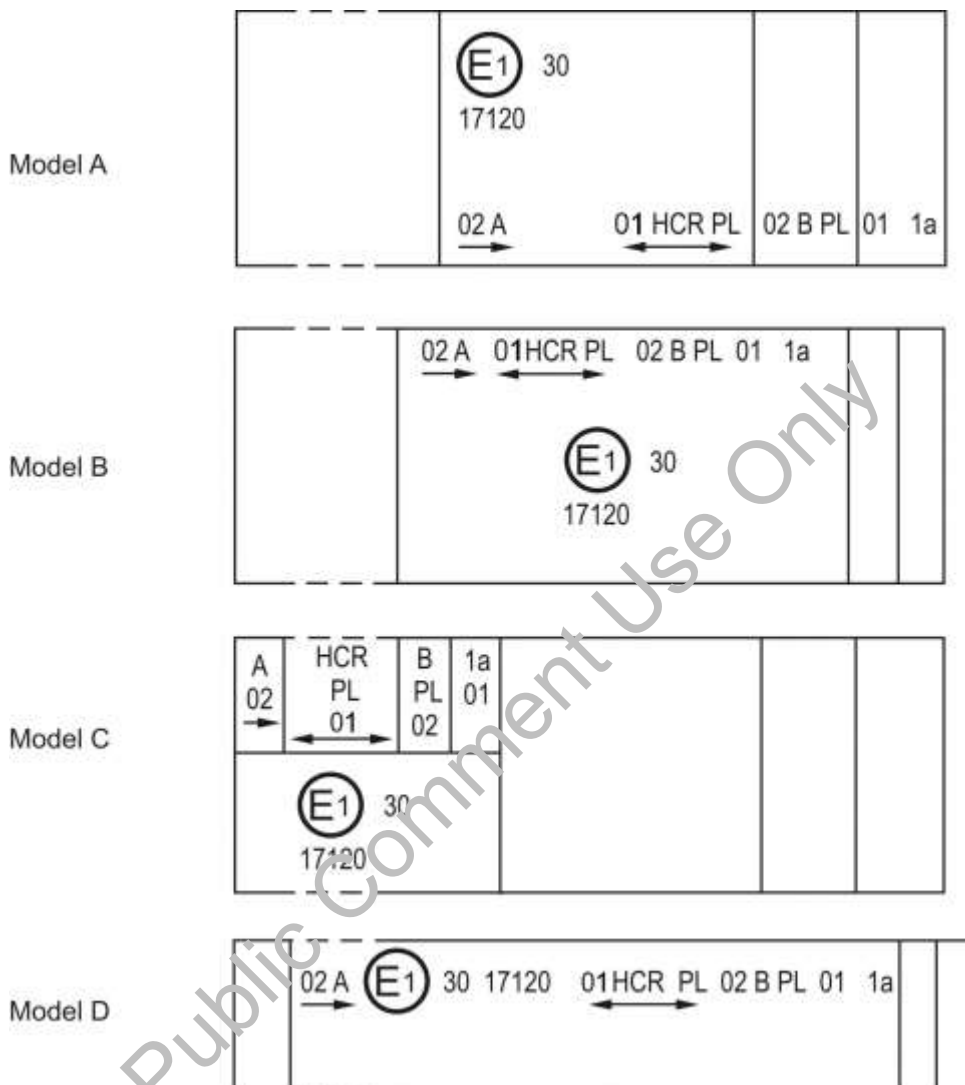 Model A
E1 30
17120
02 A 01 HCR PL 02 B PL 01 1a
Model B
02 A 01HCR PL 02 B PL 01 1a
E1 30
17120
Model C
A HCR B 1a
02 PL PL 01
01 02
E1 30
17120
Model D
02 A E1 30 17120 01HCR PL 02 B PL 01 1a
Public Comment Use Only